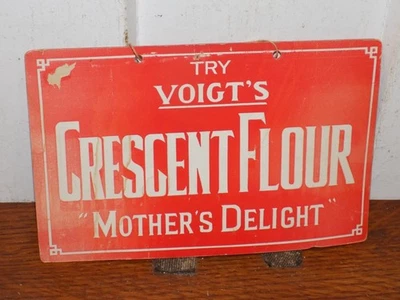 TRY
VOIGT'S
CRESCENT FLOUR
"MOTHER'S DELIGHT"